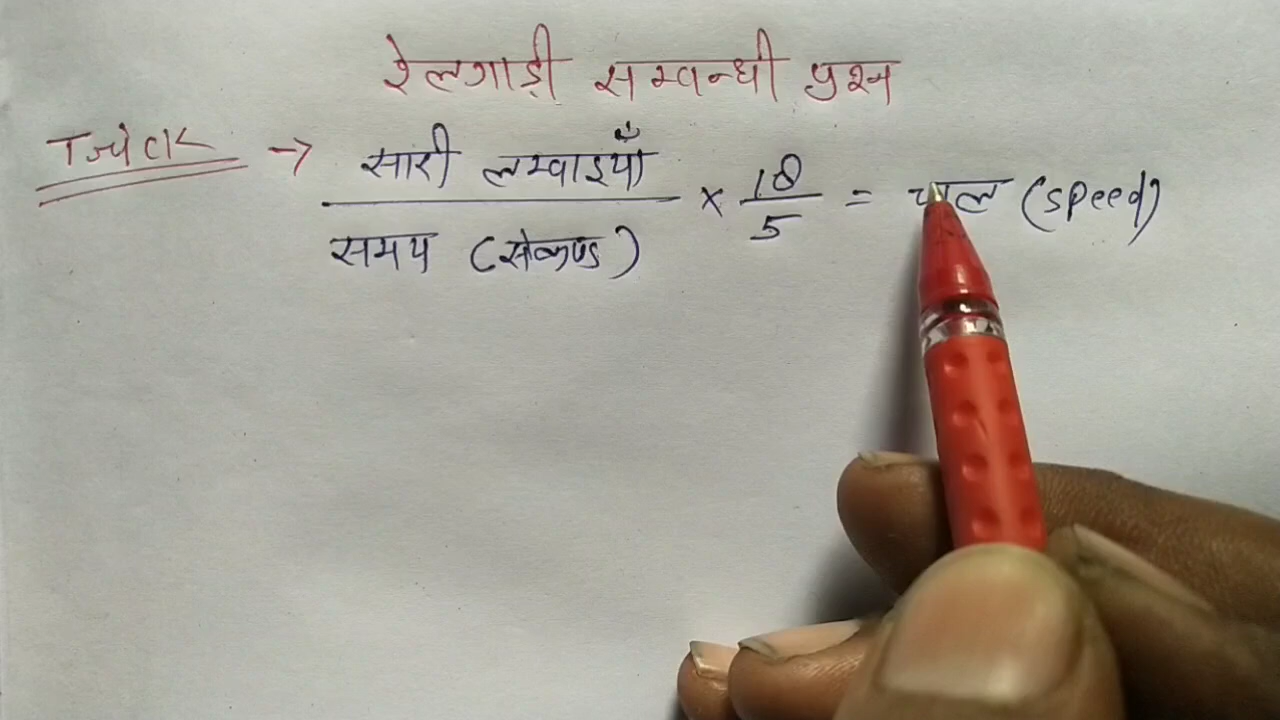 रेलगाड़ी सम्बन्धी प्रश्न
Trick → सारी लम्बाइयाँ / समय (सेकण्ड) × 18/5 = चाल (speed)